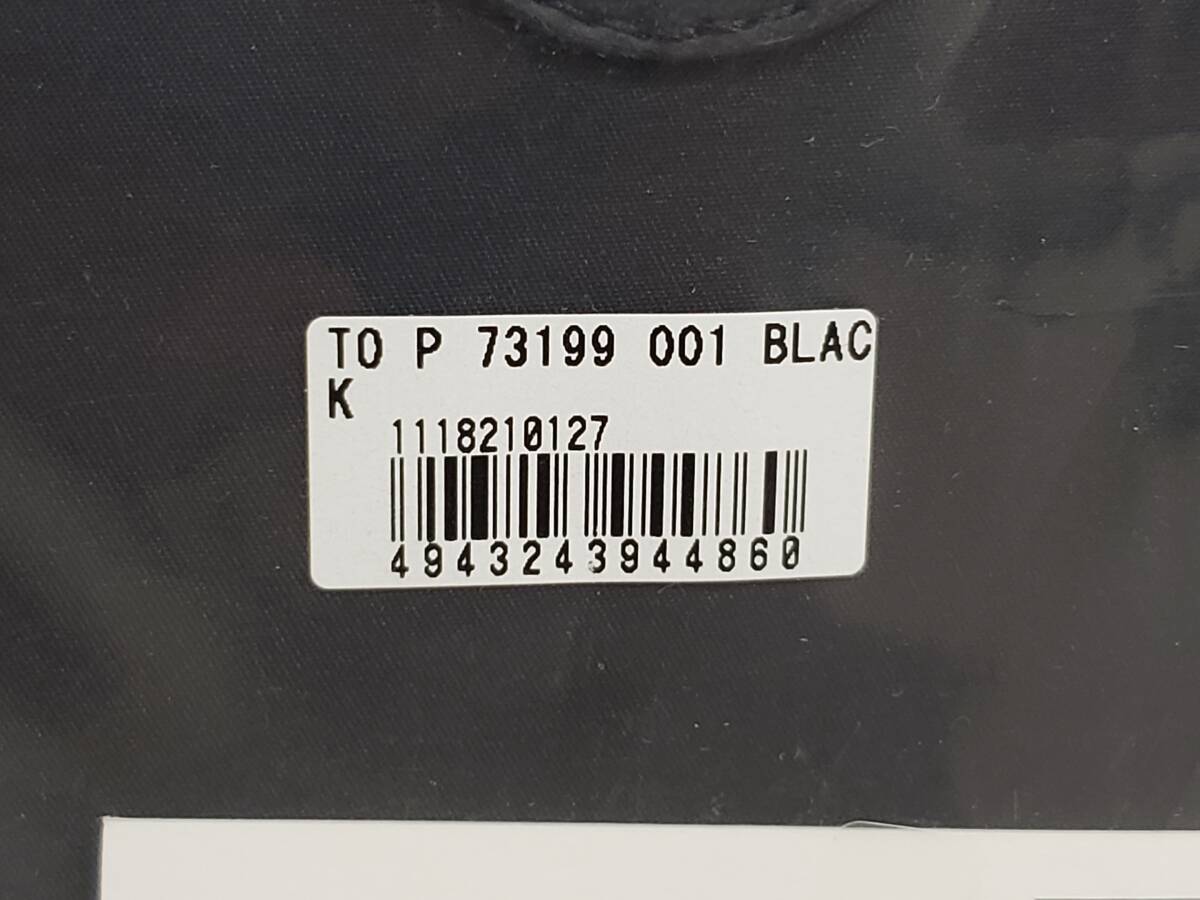 TO P 73199 001 BLAC
K
1118210127
4943243944860